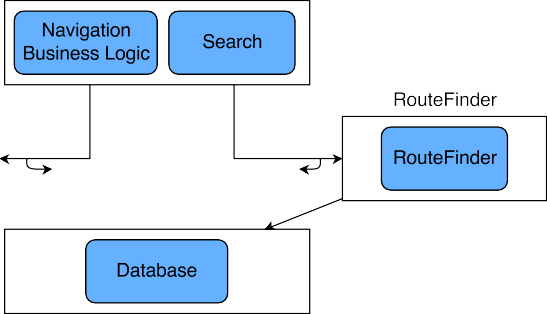 Navigation
Business Logic
Search
RouteFinder
RouteFinder
Database